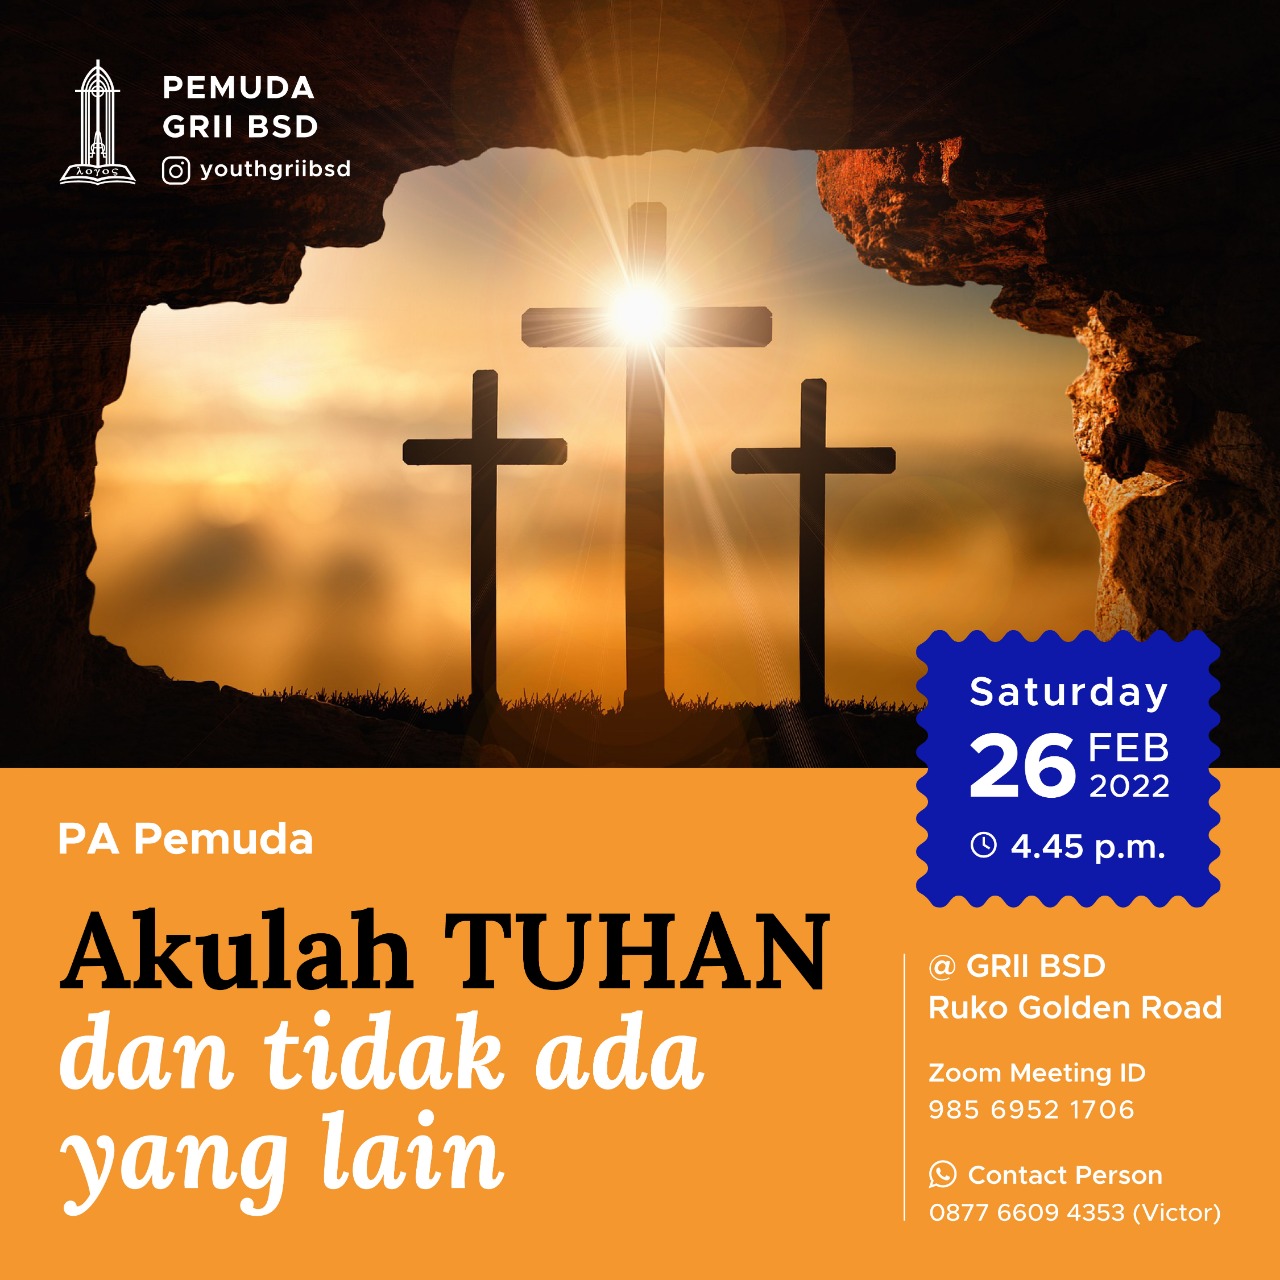 PEMUDA
GRII BSD
youthgriibsd
λογος
Saturday
26 FEB
2022
4.45 p.m.
PA Pemuda
Akulah TUHAN
dan tidak ada
yang lain
@ GRII BSD
Ruko Golden Road
Zoom Meeting ID
985 6952 1706
Contact Person
0877 6609 4353 (Victor)